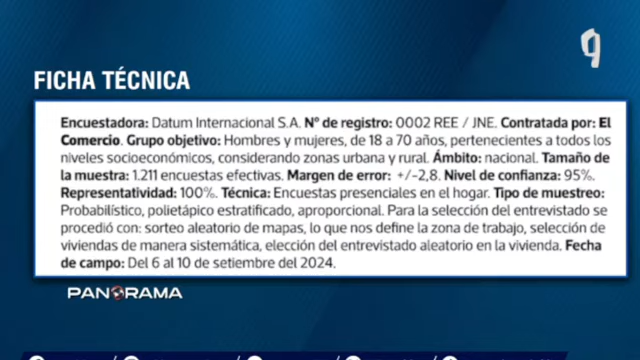 FICHA TÉCNICA
Encuestadora: Datum Internacional S.A. N° de registro: 0002 REE / JNE. Contratada por: El
Comercio. Grupo objetivo: Hombres y mujeres, de 18 a 70 años, pertenecientes a todos los
niveles socioeconómicos, considerando zonas urbana y rural. Ámbito: nacional. Tamaño de
la muestra: 1.211 encuestas efectivas. Margen de error: +/-2,8. Nivel de confianza: 95%.
Representatividad: 100%. Técnica: Encuestas presenciales en el hogar. Tipo de muestreo:
Probabilístico, polietápico estratificado, aproporcional. Para la selección del entrevistado se
procedió con: sorteo aleatorio de mapas, lo que nos define la zona de trabajo, selección de
viviendas de manera sistemática, elección del entrevistado aleatorio en la vivienda. Fecha
de campo: Del 6 al 10 de setiembre del 2024.
PANORAMA